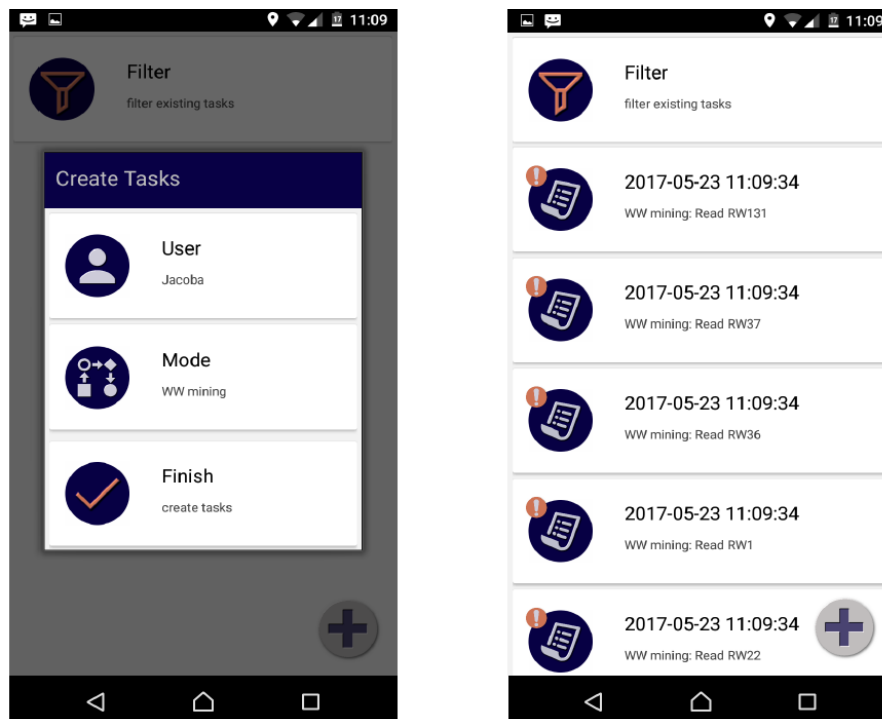 11:09
Filter
filter existing tasks
Create Tasks
User
Jacoba
Mode
WW mining
Finish
create tasks
11:09
Filter
filter existing tasks
2017-05-23 11:09:34
WW mining: Read RW131
2017-05-23 11:09:34
WW mining: Read RW37
2017-05-23 11:09:34
WW mining: Read RW36
2017-05-23 11:09:34
WW mining: Read RW1
2017-05-23 11:09:34
WW mining: Read RW22